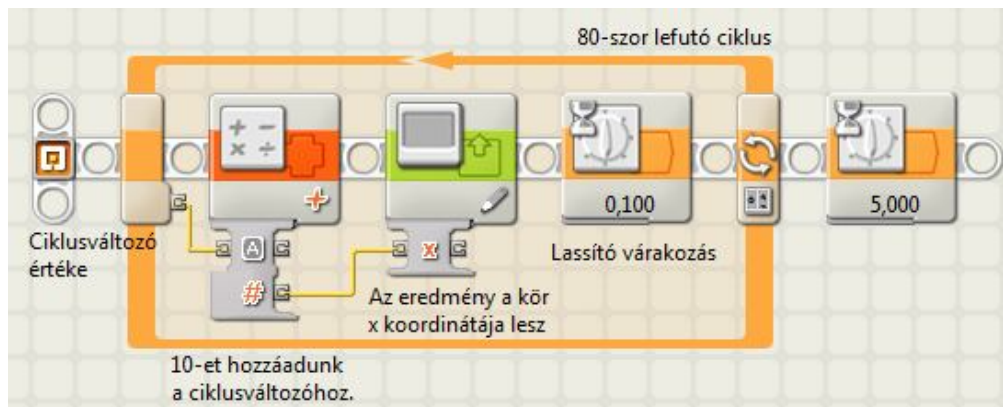 80-szor lefutó ciklus
0,100
5,000
Ciklusváltozó
értéke
A
#
x
Lassító várakozás
Az eredmény a kör
x koordinátája lesz
10-et hozzáadunk
a ciklusváltozóhoz.